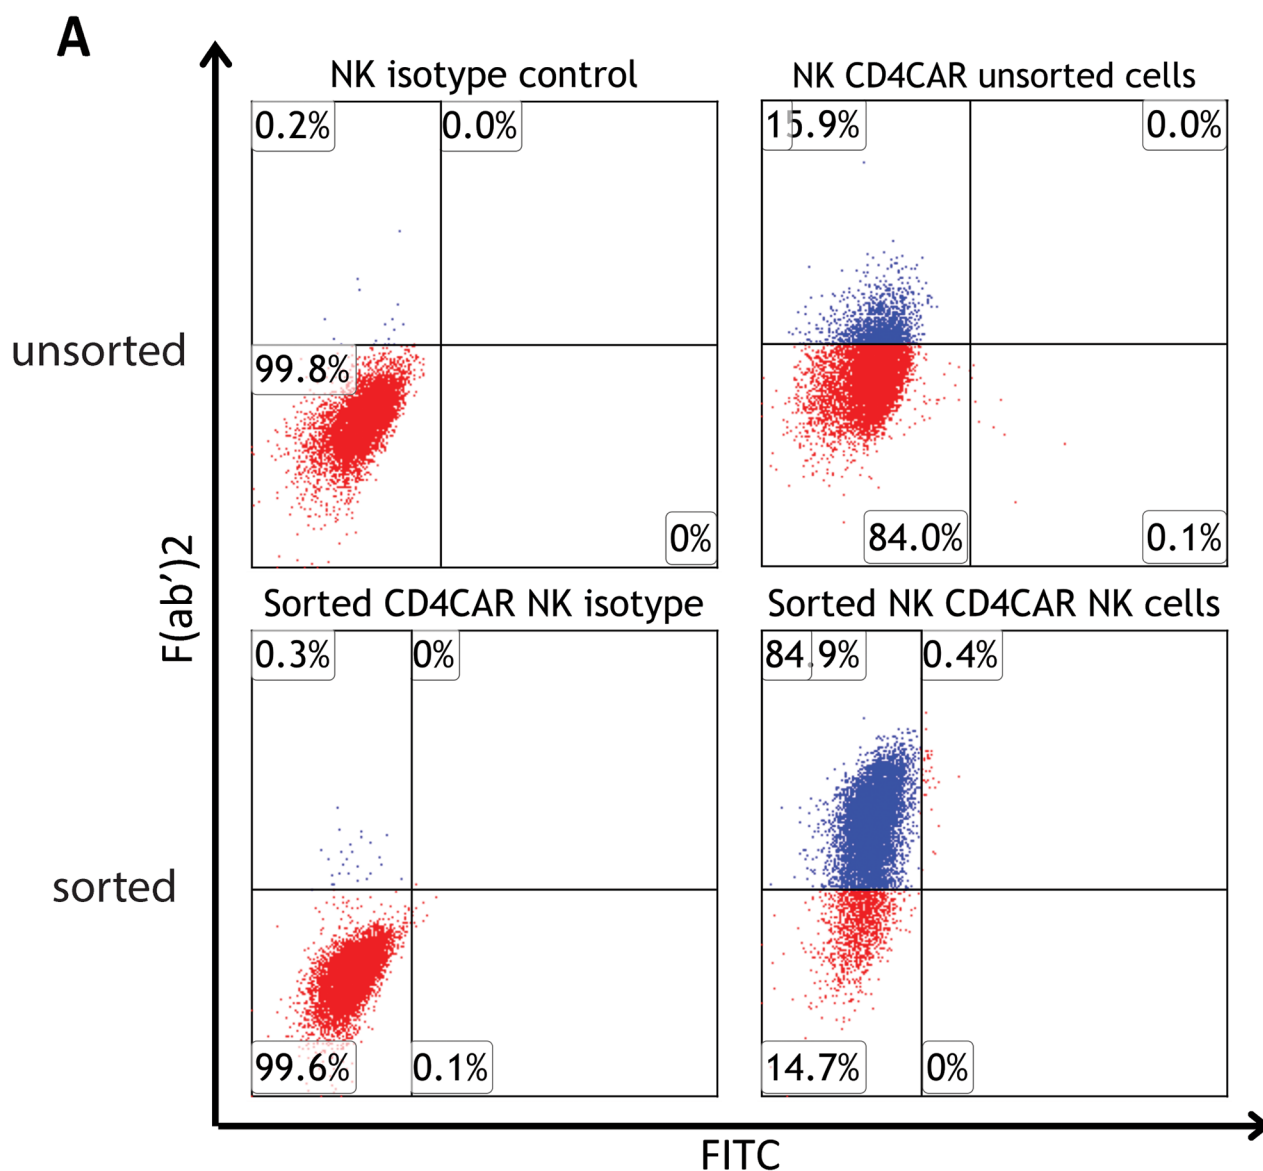 A
NK isotype control
NK CD4CAR unsorted cells
0.2%
0.0%
15.9%
0.0%
unsorted
99.8%
0%
84.0%
0.1%
F(ab')2
Sorted CD4CAR NK isotype
Sorted NK CD4CAR NK cells
0.3%
0%
84.9%
0.4%
sorted
99.6%
0.1%
14.7%
0%
FITC